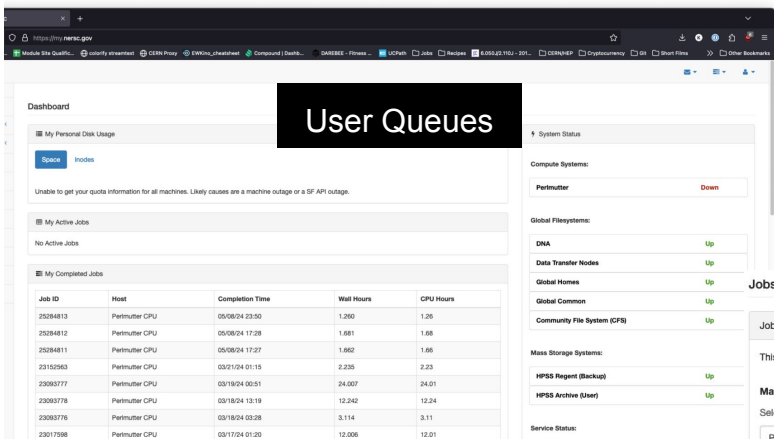 https://my.nersc.gov
Module Site Qualific... colorify streamtext CERN Proxy EWKino_cheatsheet Compound | Dashb... DAREBEE - Fitness ... UCPath Jobs Recipes 6.050J/2.110J - 201... CERN/HEP Cryptocurrency Git Short Films Other Bookmarks
Dashboard
User Queues
My Personal Disk Usage
Space Inodes
Unable to get your quota information for all machines. Likely causes are a machine outage or a SF API outage.
My Active Jobs
No Active Jobs
My Completed Jobs
Job ID Host Completion Time Wall Hours CPU Hours
25284813 Perlmutter CPU 05/08/24 23:50 1.260 1.26
25284812 Perlmutter CPU 05/08/24 17:28 1.681 1.68
25284811 Perlmutter CPU 05/08/24 17:27 1.662 1.66
23152563 Perlmutter CPU 03/21/24 01:15 2.235 2.23
23093777 Perlmutter CPU 03/19/24 00:51 24.007 24.01
23093778 Perlmutter CPU 03/18/24 13:19 12.242 12.24
23093776 Perlmutter CPU 03/18/24 03:28 3.114 3.11
23017598 Perlmutter CPU 03/17/24 01:20 12.006 12.01
System Status
Compute Systems:
Perlmutter Down
Global Filesystems:
DNA Up
Data Transfer Nodes Up
Global Homes Up
Global Common Up
Community File System (CFS) Up
Mass Storage Systems:
HPSS Regent (Backup) Up
HPSS Archive (User) Up
Service Status:
Jobs
Job
Ma